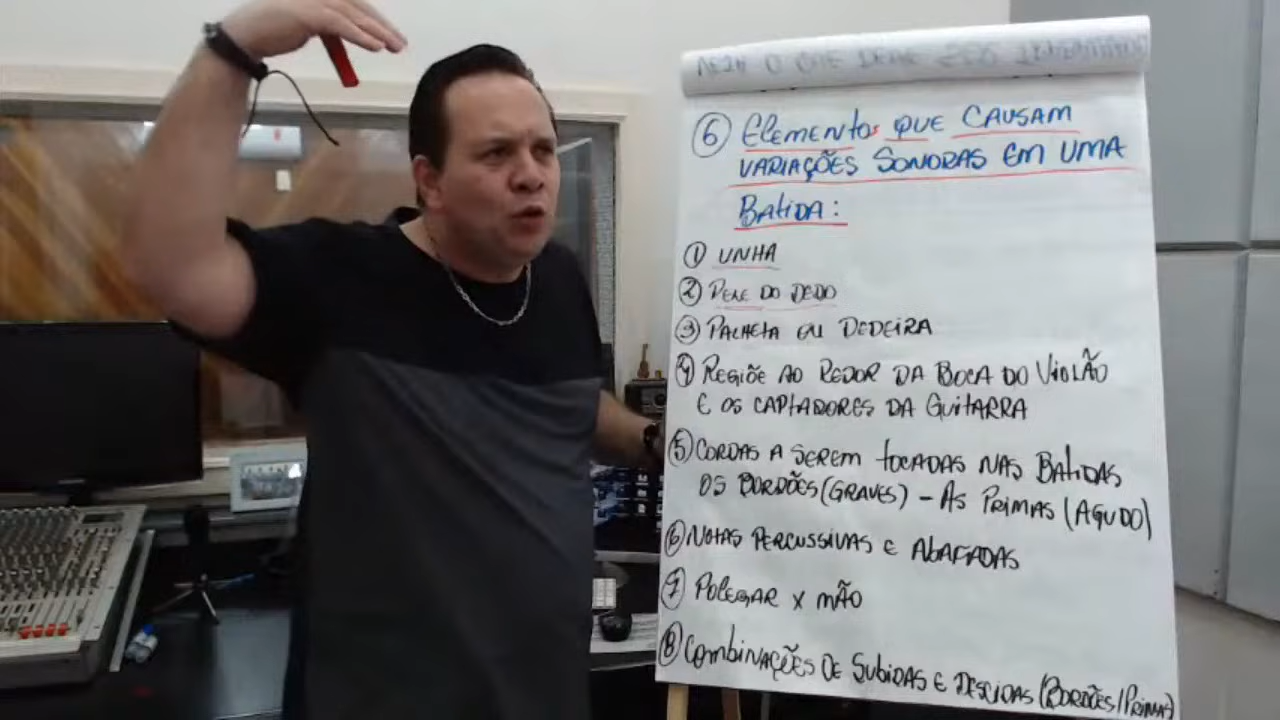 ⑥ ElemENtos QUE CAUSAM
VARIAÇÕES SONORAS EM UMA
BAtIDA:
① UNHA
② PELE DO DEDO
③ PALHEtA OU DEDEIRA
④ REGIÕE AO REDOR DA BOCA DO VIOLÃO
E OS CAPtADORES DA GUItARRA
⑤ CORDAS A SEREM tOCADAS NAS BAtIDAS
OS BORDÕES (GRAVES) - AS PRIMAS (AGUDO)
⑥ NOtAS PERCUSSIVAS E ABAFADAS
⑦ POLEGAR X MÃO
⑧ COMBINAÇÕES DE SUBIDAS E DESCIDAS (BORDÕES/PRIMAS)